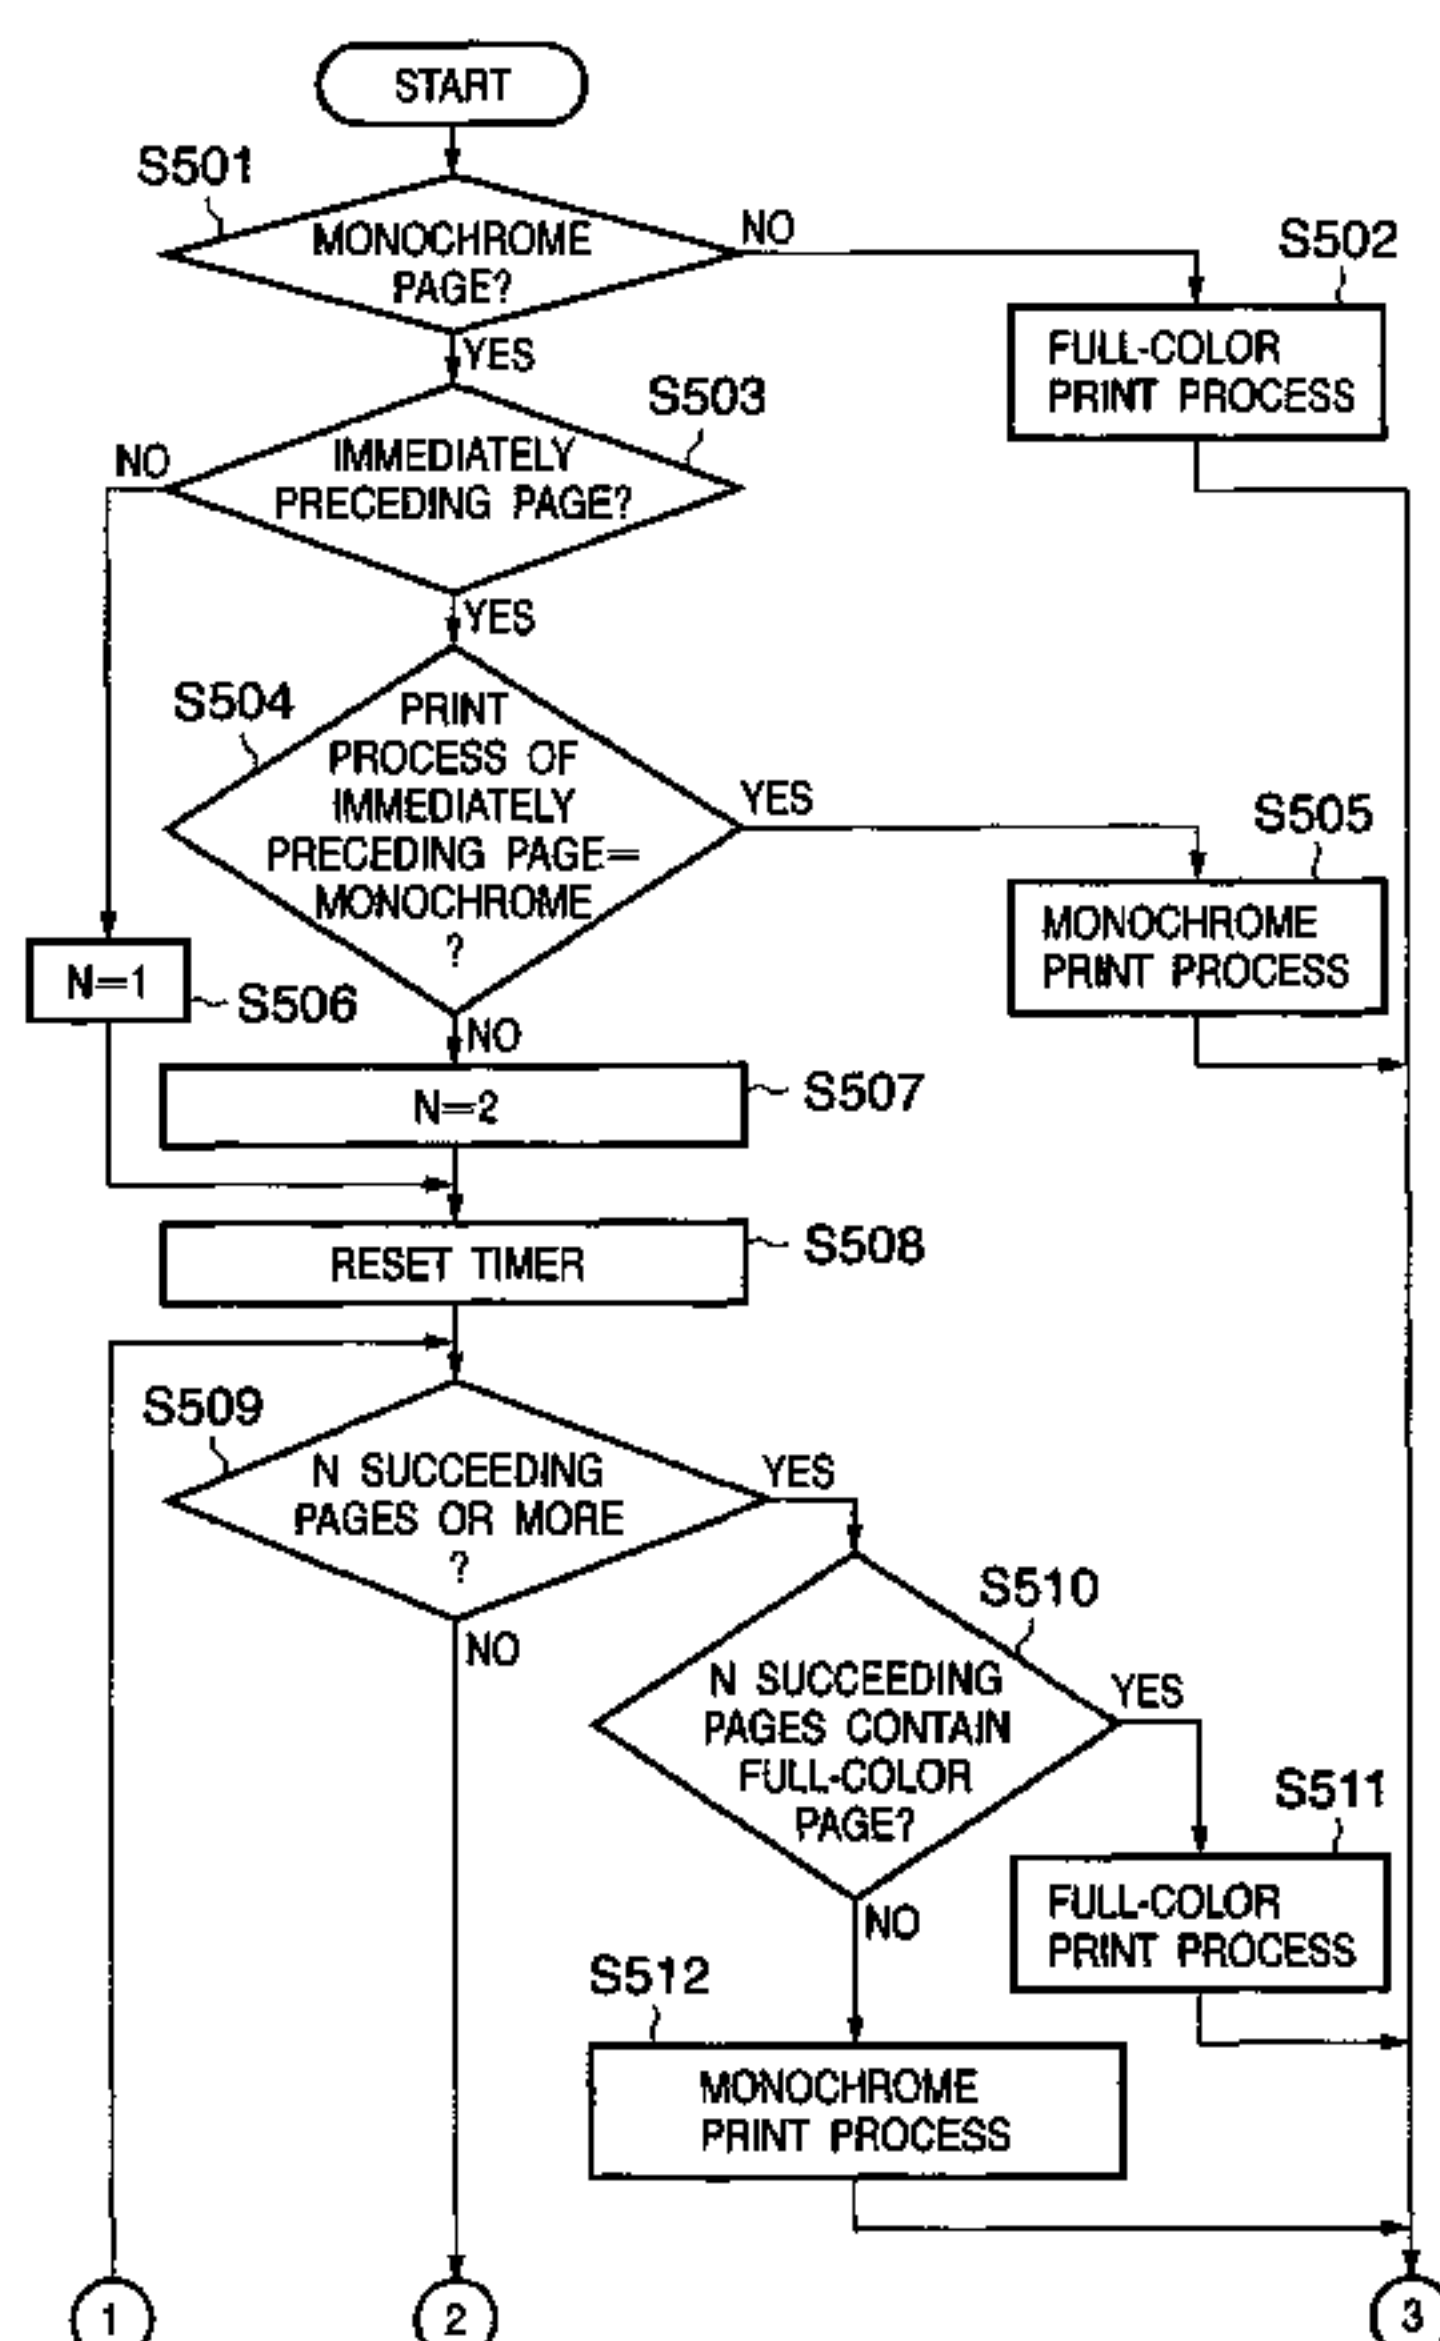 START
S501
MONOCHROME
PAGE?
NO
S502
FULL-COLOR
PRINT PROCESS
YES
S503
IMMEDIATELY
PRECEDING PAGE?
NO
YES
S504
PRINT
PROCESS OF
IMMEDIATELY
PRECEDING PAGE=
MONOCHROME
?
YES
S505
MONOCHROME
PRINT PROCESS
N=1
S506
NO
N=2
S507
RESET TIMER
S508
S509
N SUCCEEDING
PAGES OR MORE
?
YES
NO
S510
N SUCCEEDING
PAGES CONTAIN
FULL-COLOR
PAGE?
YES
S511
FULL-COLOR
PRINT PROCESS
NO
S512
MONOCHROME
PRINT PROCESS
1
2
3